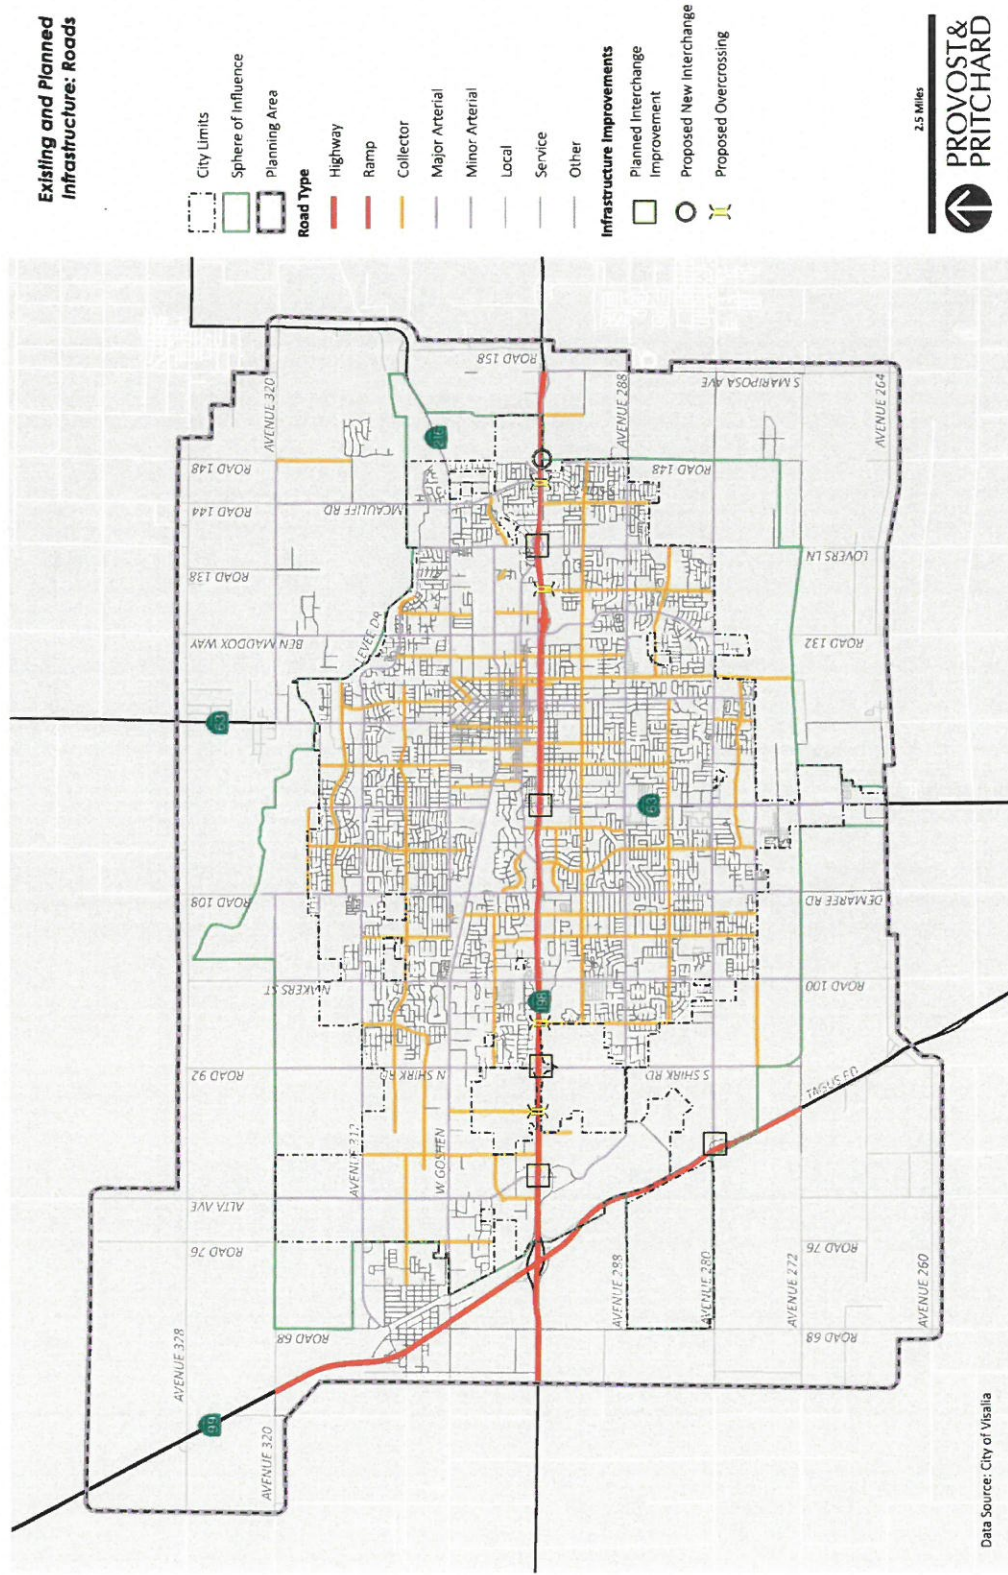 Existing and Planned
Infrastructure: Roads
City Limits
Sphere of Influence
Planning Area
Road Type
Highway
Ramp
Collector
Major Arterial
Minor Arterial
Local
Service
Other
Infrastructure Improvements
Planned Interchange
Improvement
Proposed New Interchange
Proposed Overcrossing
2.5 Miles
PROVOST&
PRITCHARD
AVENUE 328
AVENUE 320
99
ROAD 68
ROAD 76
ALTA AVE
AVENUE 312
W GOSHEN
ROAD 92
N SHIRK RD
N AKERS ST
ROAD 108
63
BEN MADDOX WAY
LEVEE DR
ROAD 138
ROAD 144
MCAULIFF RD
ROAD 148
AVENUE 320
216
ROAD 158
198
63
AVENUE 288
S MARIPOSA AVE
AVENUE 264
ROAD 148
LOVERS LN
ROAD 132
DEMAREE RD
ROAD 100
S SHIRK RD
TAGUS FD
AVENUE 288
AVENUE 280
AVENUE 272
AVENUE 260
ROAD 76
ROAD 68
Data Source: City of Visalia